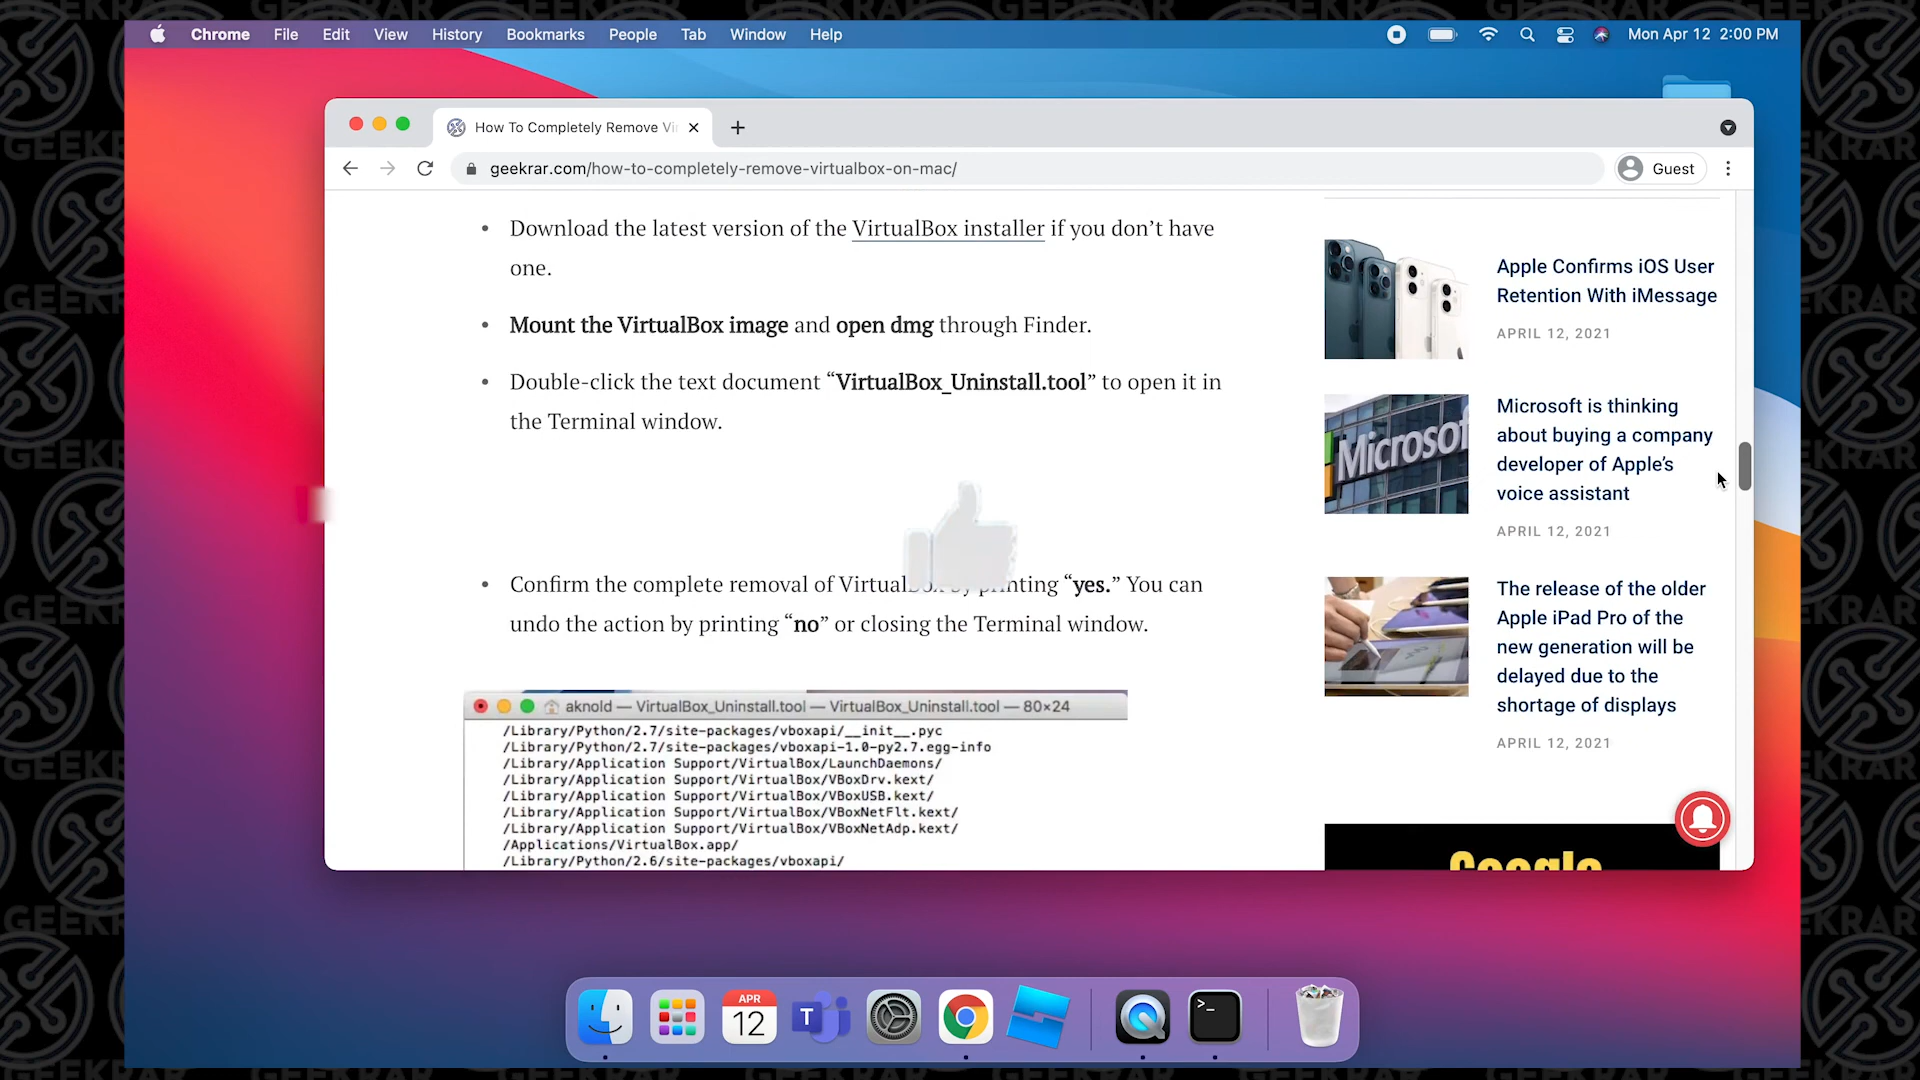 Chrome File Edit View History Bookmarks People Tab Window Help
Mon Apr 12 2:00 PM
How To Completely Remove Vi
geekrar.com/how-to-completely-remove-virtualbox-on-mac/
Guest
• Download the latest version of the VirtualBox installer if you don’t have
one.
• Mount the VirtualBox image and open dmg through Finder.
• Double-click the text document “VirtualBox_Uninstall.tool” to open it in
the Terminal window.
• Confirm the complete removal of Virtual by printing “yes.” You can
undo the action by printing “no” or closing the Terminal window.
aknold — VirtualBox_Uninstall.tool — VirtualBox_Uninstall.tool — 80×24
/Library/Python/2.7/site-packages/vboxapi/__init__.pyc
/Library/Python/2.7/site-packages/vboxapi-1.0-py2.7.egg-info
/Library/Application Support/VirtualBox/LaunchDaemons/
/Library/Application Support/VirtualBox/VBoxDrv.kext/
/Library/Application Support/VirtualBox/VBoxUSB.kext/
/Library/Application Support/VirtualBox/VBoxNetFlt.kext/
/Library/Application Support/VirtualBox/VBoxNetAdp.kext/
/Applications/VirtualBox.app/
/Library/Python/2.6/site-packages/vboxapi/
Apple Confirms iOS User
Retention With iMessage
APRIL 12, 2021
Microsof
Microsoft is thinking
about buying a company
developer of Apple’s
voice assistant
APRIL 12, 2021
The release of the older
Apple iPad Pro of the
new generation will be
delayed due to the
shortage of displays
APRIL 12, 2021
Google
APR
12
T
>_
GEEKRAR